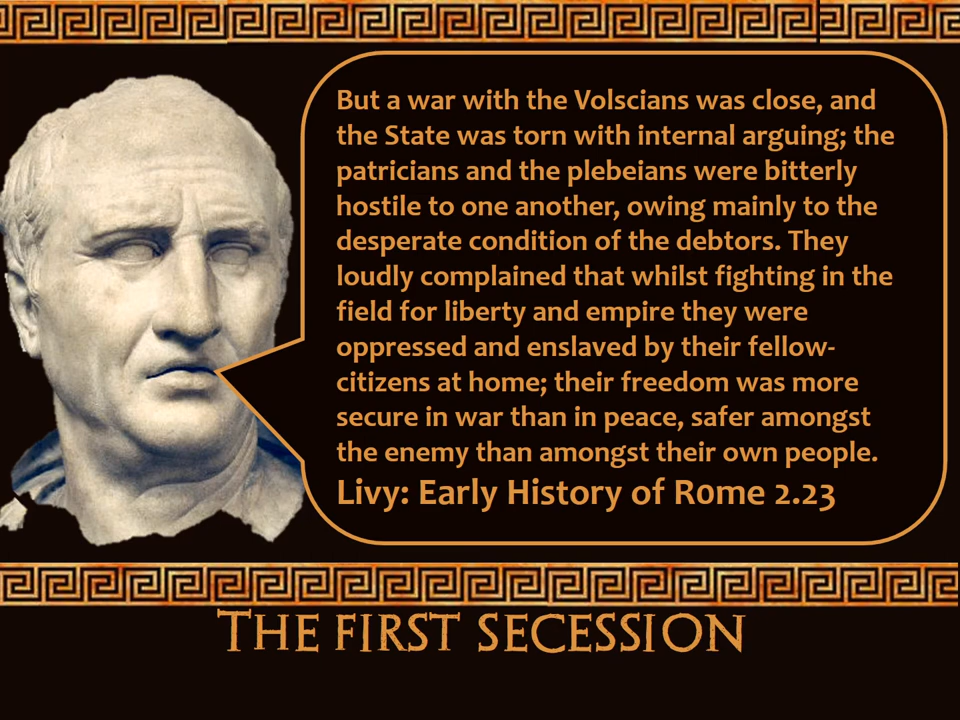 But a war with the Volscians was close, and
the State was torn with internal arguing; the
patricians and the plebeians were bitterly
hostile to one another, owing mainly to the
desperate condition of the debtors. They
loudly complained that whilst fighting in the
field for liberty and empire they were
oppressed and enslaved by their fellow-
citizens at home; their freedom was more
secure in war than in peace, safer amongst
the enemy than amongst their own people.
Livy: Early History of Rome 2.23
The first secession